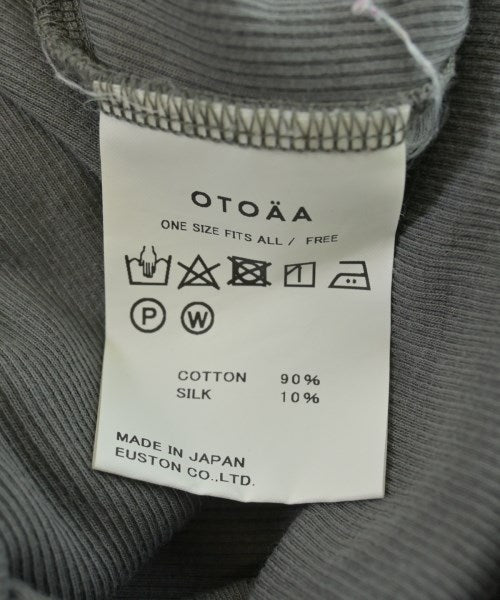 OTOÄA
ONE SIZE FITS ALL / FREE
P W
COTTON 90%
SILK 10%
MADE IN JAPAN
EUSTON CO.,LTD.